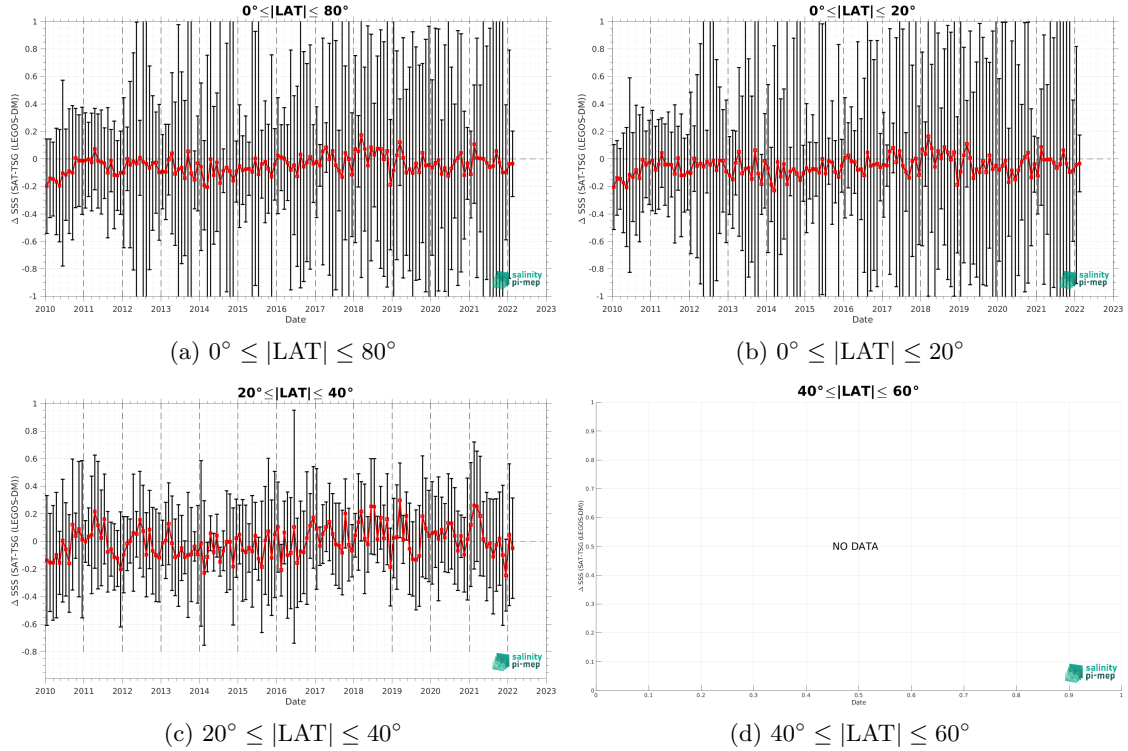 0°≤|LAT|≤ 80°
Δ SSS (SAT-TSG (LEGOS-DM))
1
0.8
0.6
0.4
0.2
0
-0.2
-0.4
-0.6
-0.8
-1
2010 2011 2012 2013 2014 2015 2016 2017 2018 2019 2020 2021 2022 2023
Date
salinity
pi-mep
(a) 0° ≤ |LAT| ≤ 80°
0°≤|LAT|≤ 20°
Δ SSS (SAT-TSG (LEGOS-DM))
1
0.8
0.6
0.4
0.2
0
-0.2
-0.4
-0.6
-0.8
-1
2010 2011 2012 2013 2014 2015 2016 2017 2018 2019 2020 2021 2022 2023
Date
salinity
pi-mep
(b) 0° ≤ |LAT| ≤ 20°
20°≤|LAT|≤ 40°
Δ SSS (SAT-TSG (LEGOS-DM))
1
0.8
0.6
0.4
0.2
0
-0.2
-0.4
-0.6
-0.8
2010 2011 2012 2013 2014 2015 2016 2017 2018 2019 2020 2021 2022 2023
Date
salinity
pi-mep
(c) 20° ≤ |LAT| ≤ 40°
40°≤|LAT|≤ 60°
Δ SSS (SAT-TSG (LEGOS-DM))
1
0.9
0.8
0.7
0.6
0.5
0.4
0.3
0.2
0.1
0
NO DATA
0 0.1 0.2 0.3 0.4 0.5 0.6 0.7 0.8 0.9 1
Date
salinity
pi-mep
(d) 40° ≤ |LAT| ≤ 60°